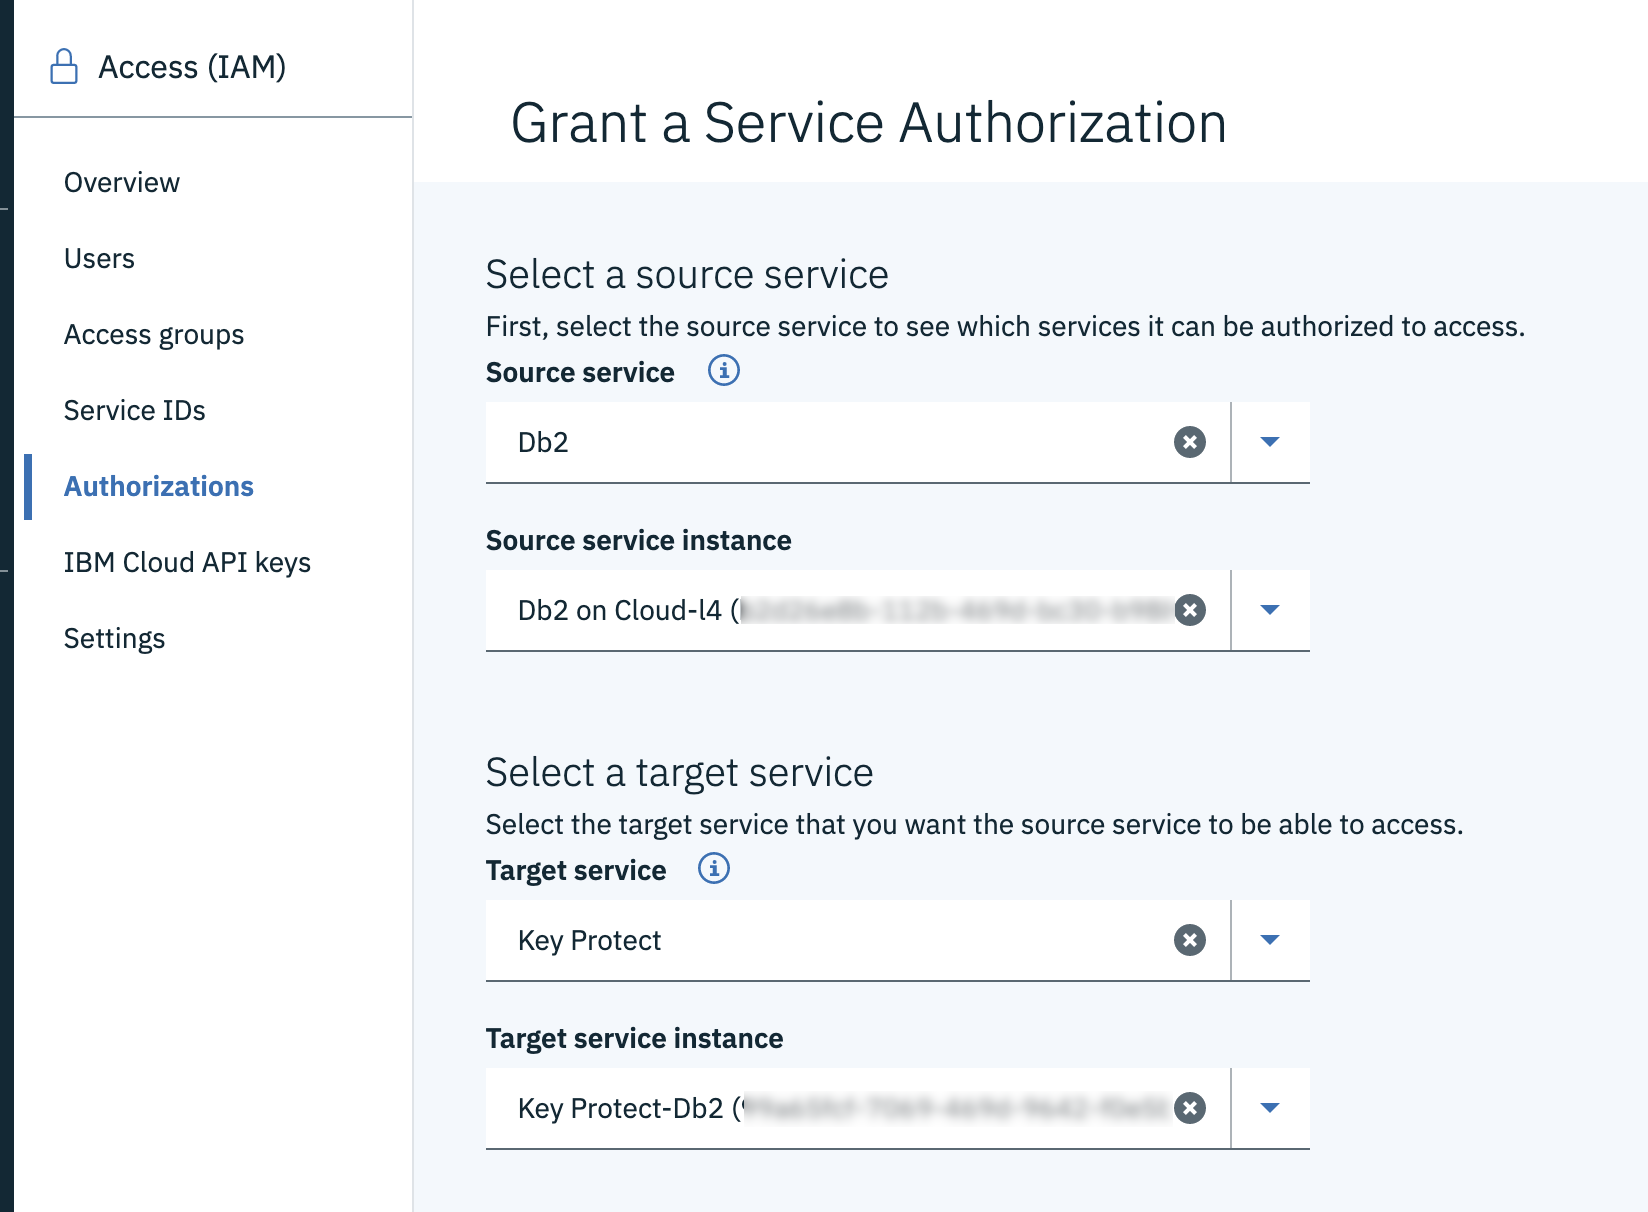 Access (IAM)
Overview
Users
Access groups
Service IDs
Authorizations
IBM Cloud API keys
Settings
Grant a Service Authorization
Select a source service
First, select the source service to see which services it can be authorized to access.
Source service
Db2
Source service instance
Db2 on Cloud-l4 (
Select a target service
Select the target service that you want the source service to be able to access.
Target service
Key Protect
Target service instance
Key Protect-Db2 (